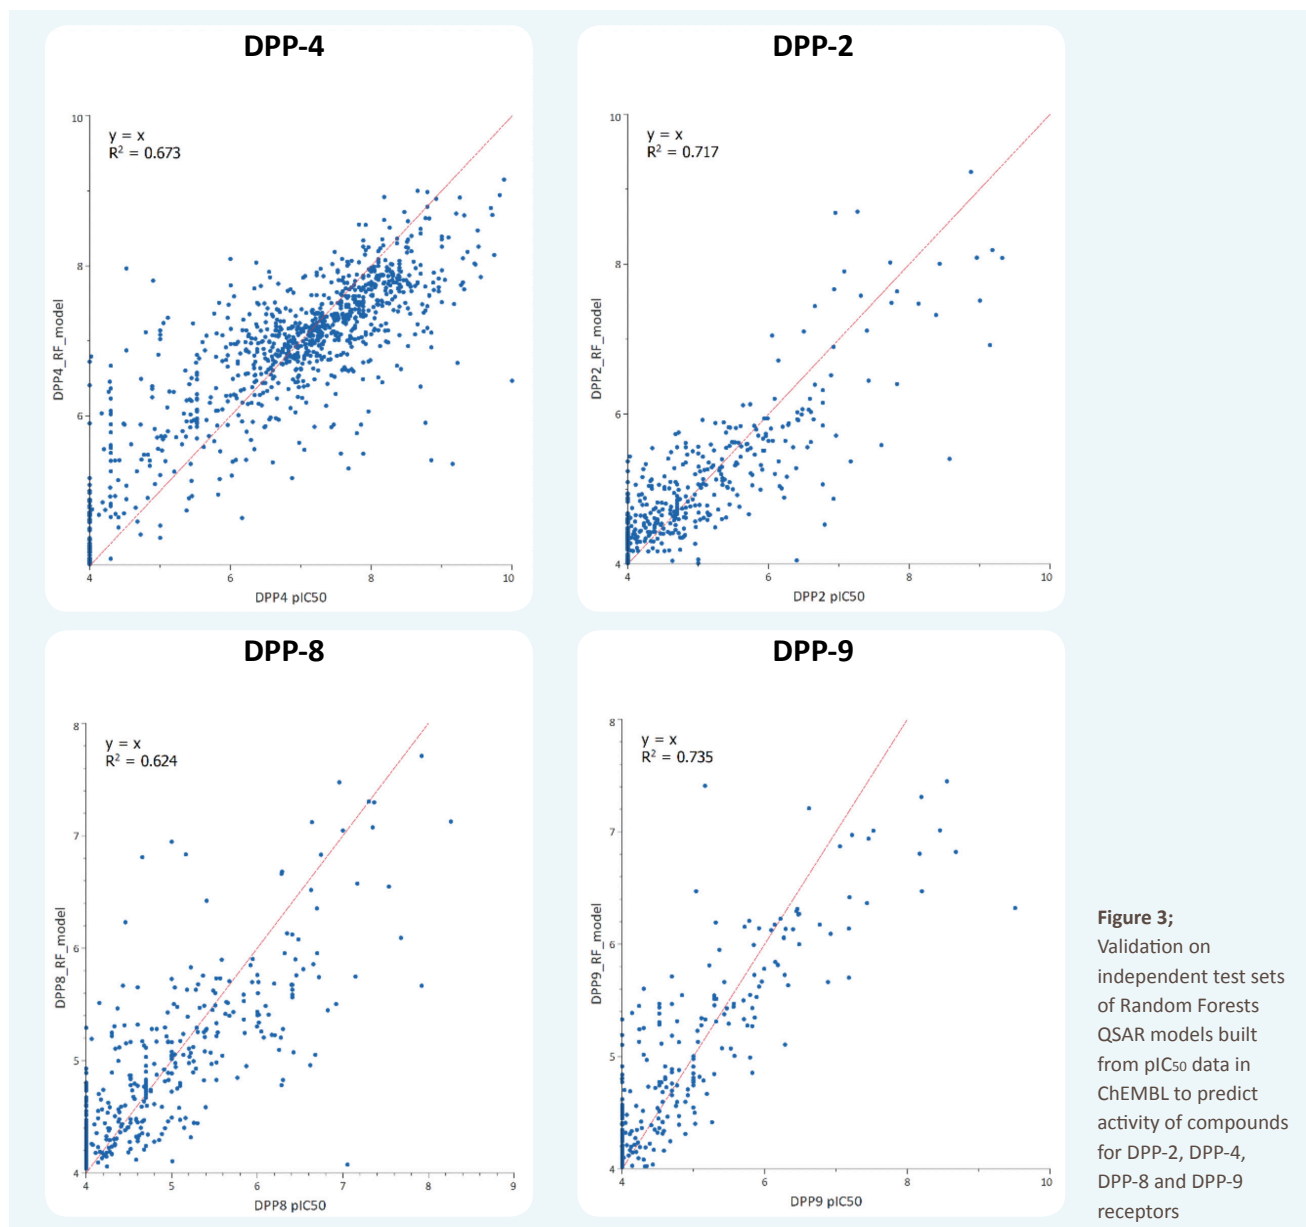 DPP-4
10
y = x
R² = 0.673
8
DPP4_RF_model
6
4
6
8
10
DPP4 pIC50
DPP-2
10
y = x
R² = 0.717
8
DPP2_RF_model
6
4
4
6
8
10
DPP2 pIC50
DPP-8
8
y = x
R² = 0.624
7
DPP8_RF_model
6
5
4
4
5
6
7
8
9
DPP8 pIC50
DPP-9
8
y = x
R² = 0.735
7
DPP9_RF_model
6
5
4
4
6
8
10
DPP9 pIC50
Figure 3;
Validation on
independent test sets
of Random Forests
QSAR models built
from pIC₅₀ data in
ChEMBL to predict
activity of compounds
for DPP-2, DPP-4,
DPP-8 and DPP-9
receptors